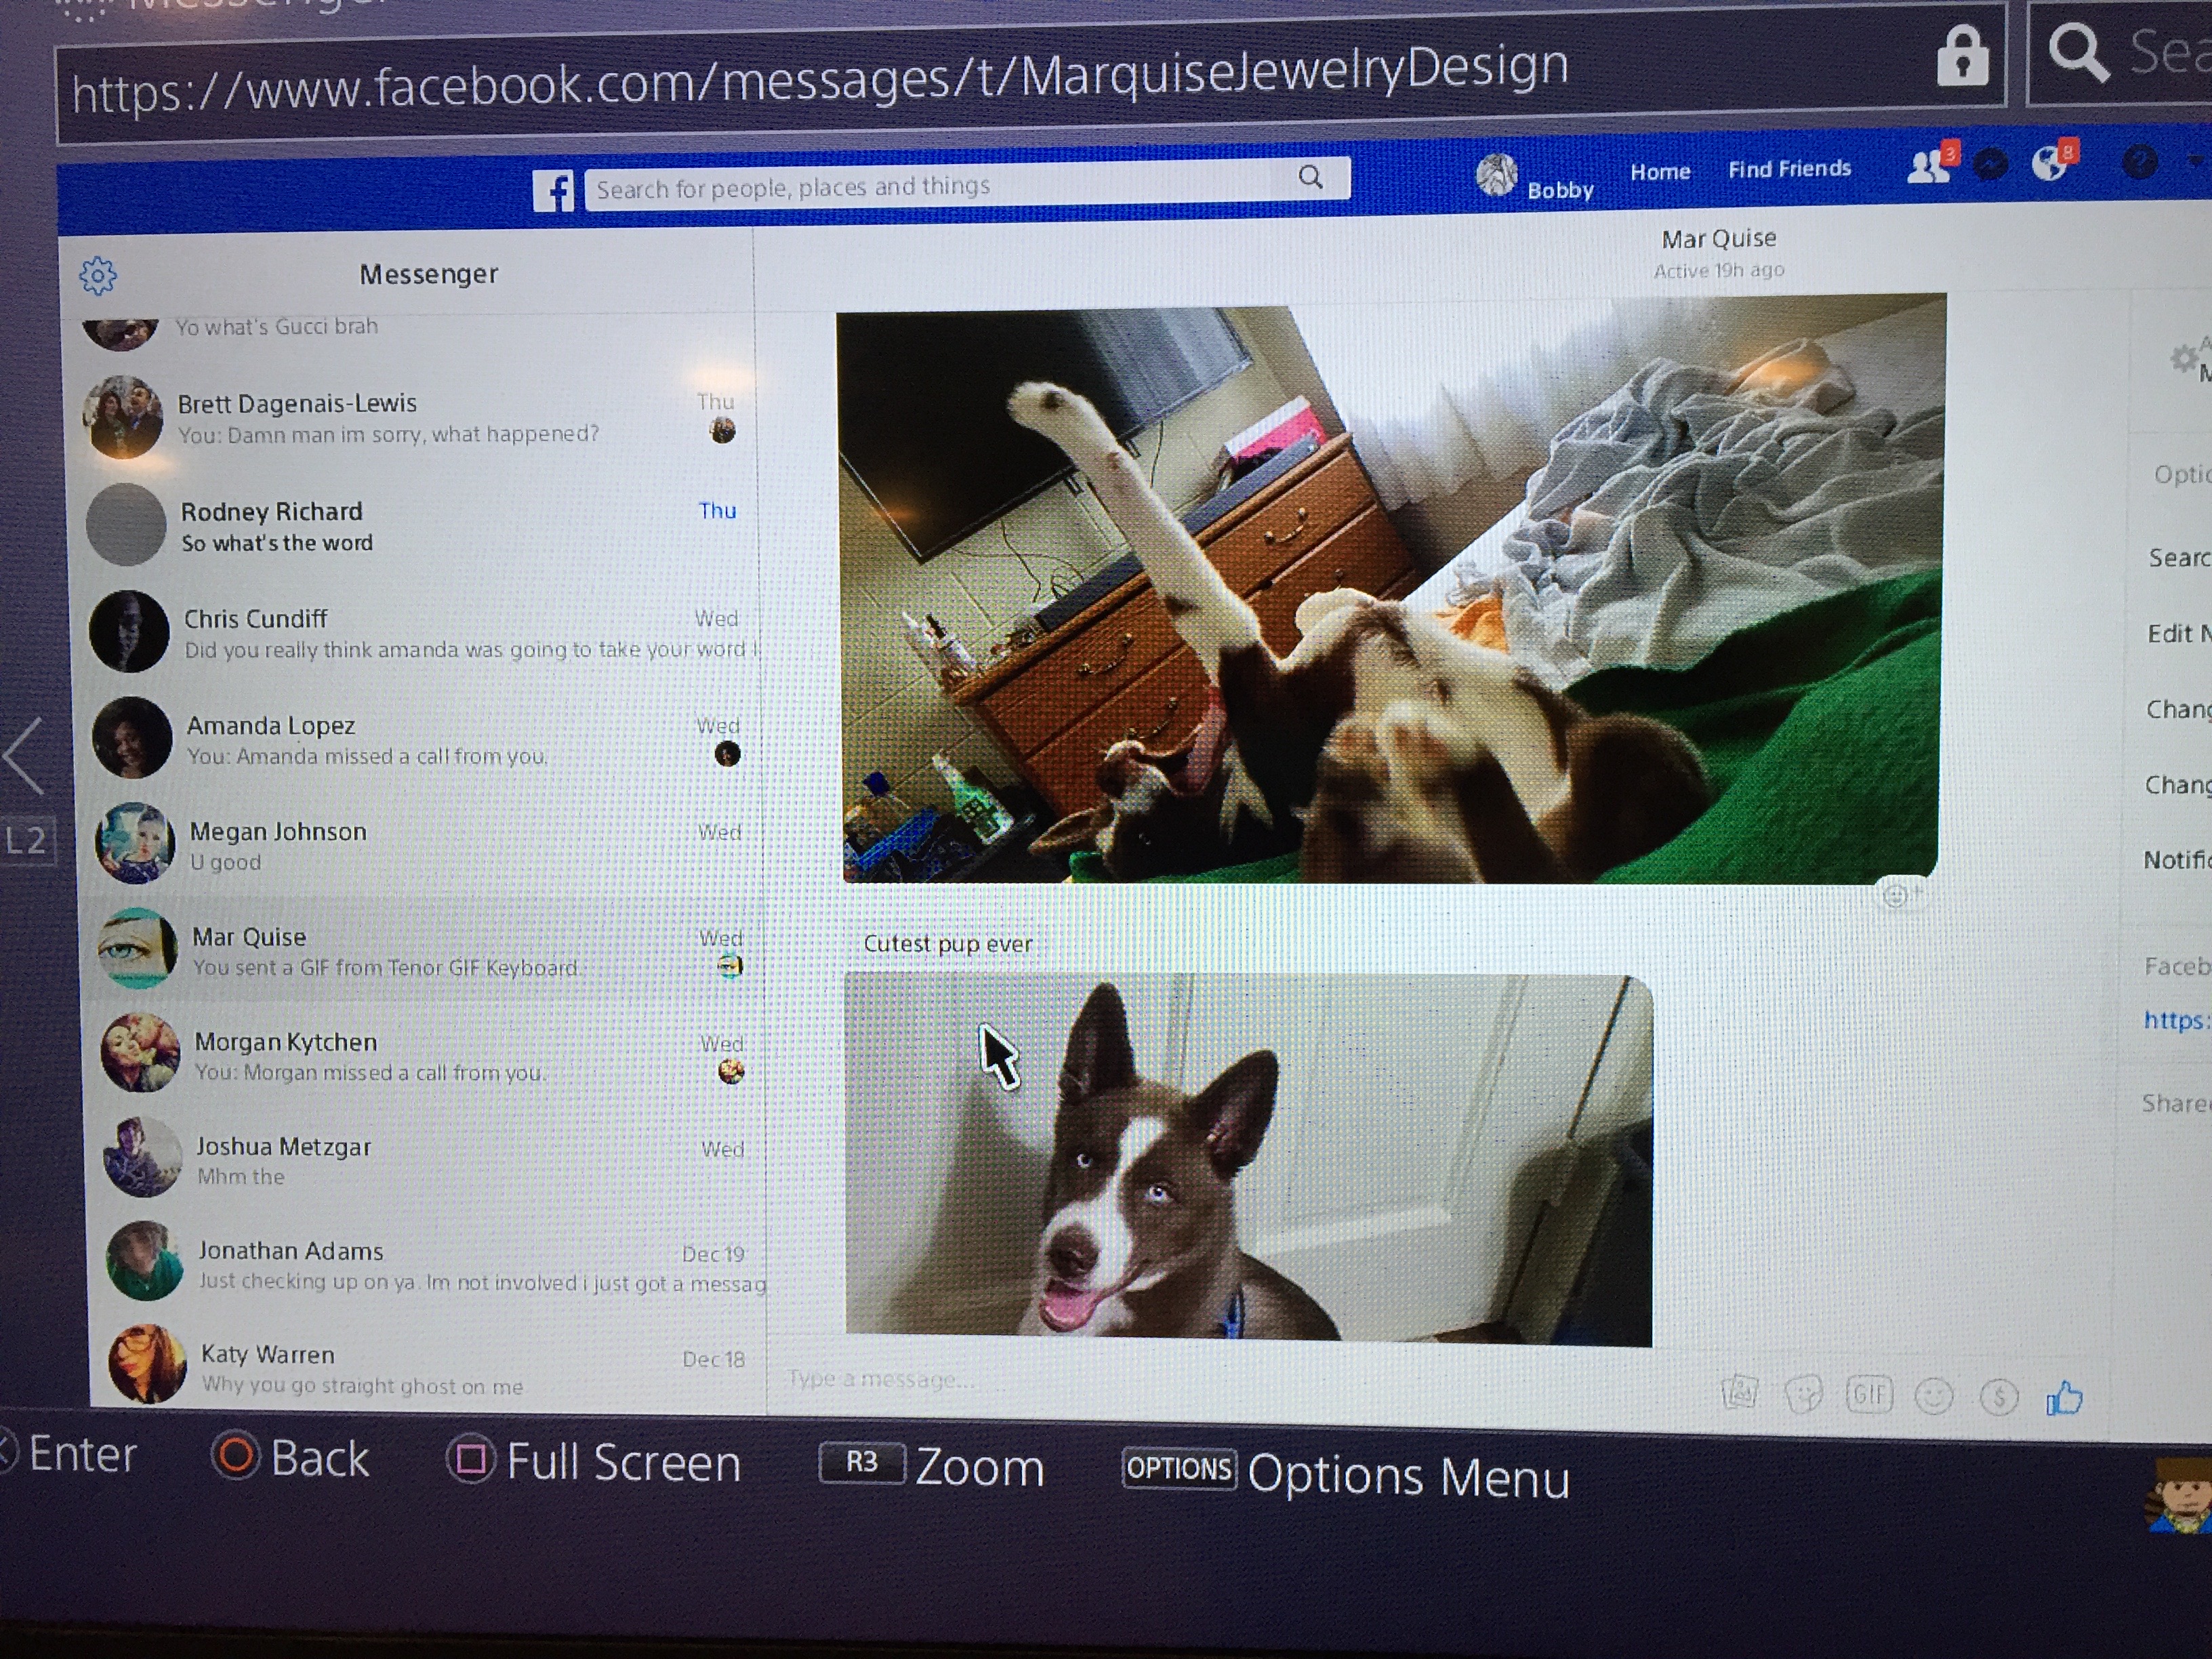 Messenger
https://www.facebook.com/messages/t/MarquiseJewelryDesign
Sea
f
Search for people, places and things
Bobby
Home
Find Friends
3
8
Messenger
Mar Quise
Active 19h ago
Yo what's Gucci brah
Brett Dagenais-Lewis
Thu
You: Damn man im sorry, what happened?
Rodney Richard
Thu
So what's the word
Chris Cundiff
Wed
Did you really think amanda was going to take your word
Amanda Lopez
Wed
You: Amanda missed a call from you.
Megan Johnson
Wed
U good
Mar Quise
Wed
You sent a GIF from Tenor GIF Keyboard.
Morgan Kytchen
Wed
You: Morgan missed a call from you.
Joshua Metzgar
Wed
Mhm the
Jonathan Adams
Dec 19
Just checking up on ya. Im not involved i just got a messag
Katy Warren
Dec 18
Why you go straight ghost on me
L2
Cutest pup ever
Type a message...
GIF
$
A
M
Optio
Searc
Edit N
Chang
Chang
Notific
Faceb
https:
Share
Enter
Back
Full Screen
R3 Zoom
OPTIONS Options Menu